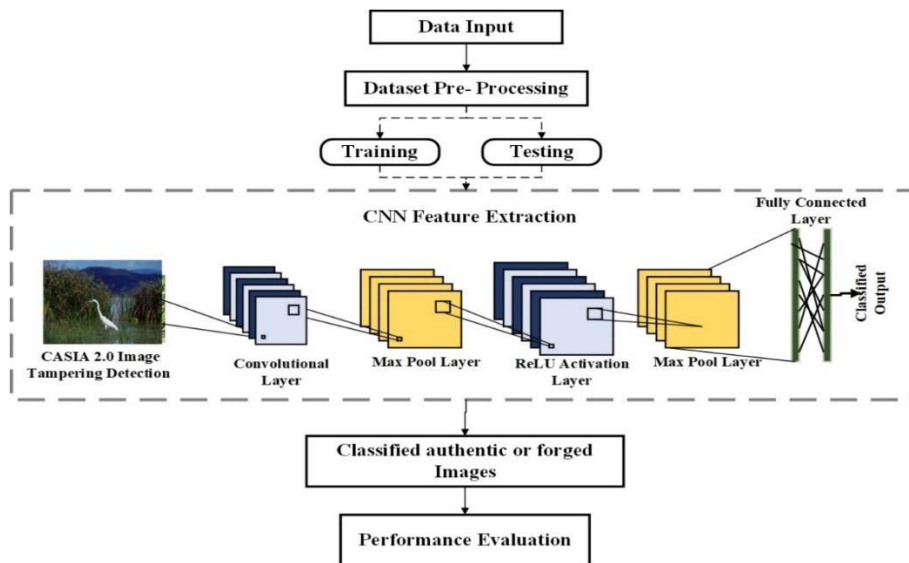 Data Input
Dataset Pre- Processing
Training
Testing
CNN Feature Extraction
Fully Connected
Layer
CASIA 2.0 Image
Tampering Detection
Convolutional
Layer
Max Pool Layer
ReLU Activation
Layer
Max Pool Layer
Classified
Output
Classified authentic or forged
Images
Performance Evaluation